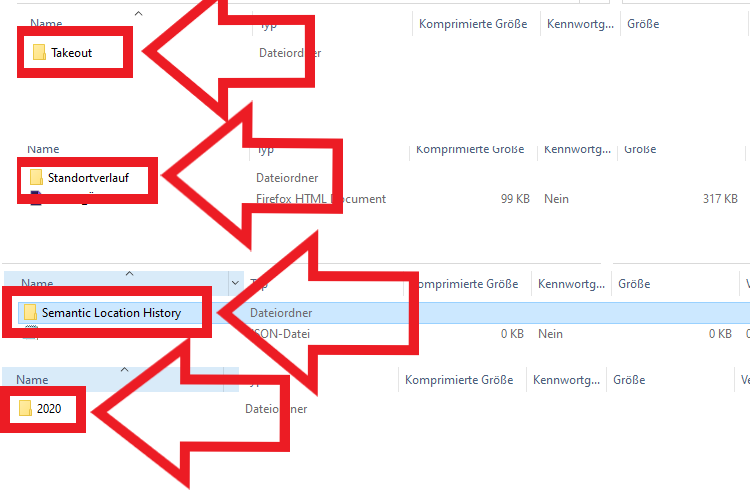 Name Typ Komprimierte Größe Kennwortg... Größe
Takeout Dateiordner
Name Typ Komprimierte Größe Kennwortg... Größe
Standortverlauf Dateiordner
Firefox HTML Document 99 KB Nein 317 KB
Name Typ Komprimierte Größe Kennwortg... Größe V
Semantic Location History Dateiordner
JSON-Datei 0 KB Nein 0 KB 0
Name Typ Komprimierte Größe Kennwortg... Größe Ve
2020 Dateiordner